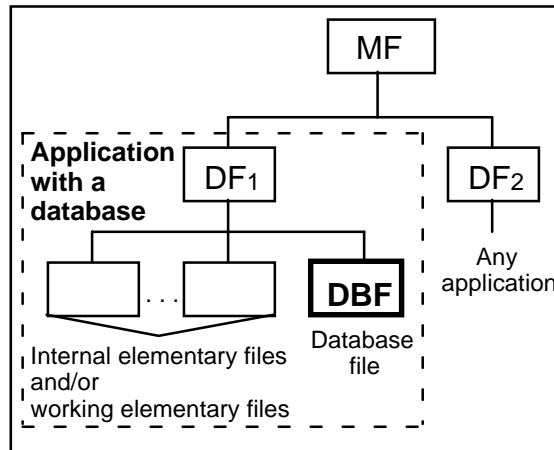 MF
Application
with a
database
DF1
DF2
Any
application
. . .
DBF
Internal elementary files
and/or
working elementary files
Database
file